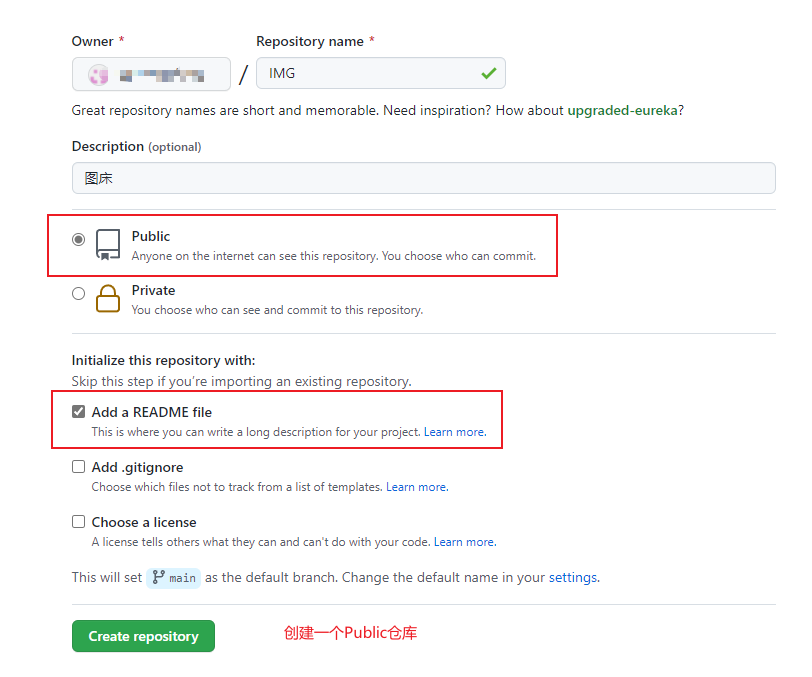 Owner * Repository name *
/ IMG
Great repository names are short and memorable. Need inspiration? How about upgraded-eureka?
Description (optional)
图床
Public
Anyone on the internet can see this repository. You choose who can commit.
Private
You choose who can see and commit to this repository.
Initialize this repository with:
Skip this step if you're importing an existing repository.
Add a README file
This is where you can write a long description for your project. Learn more.
Add .gitignore
Choose which files not to track from a list of templates. Learn more.
Choose a license
A license tells others what they can and can't do with your code. Learn more.
This will set main as the default branch. Change the default name in your settings.
Create repository 创建一个Public仓库